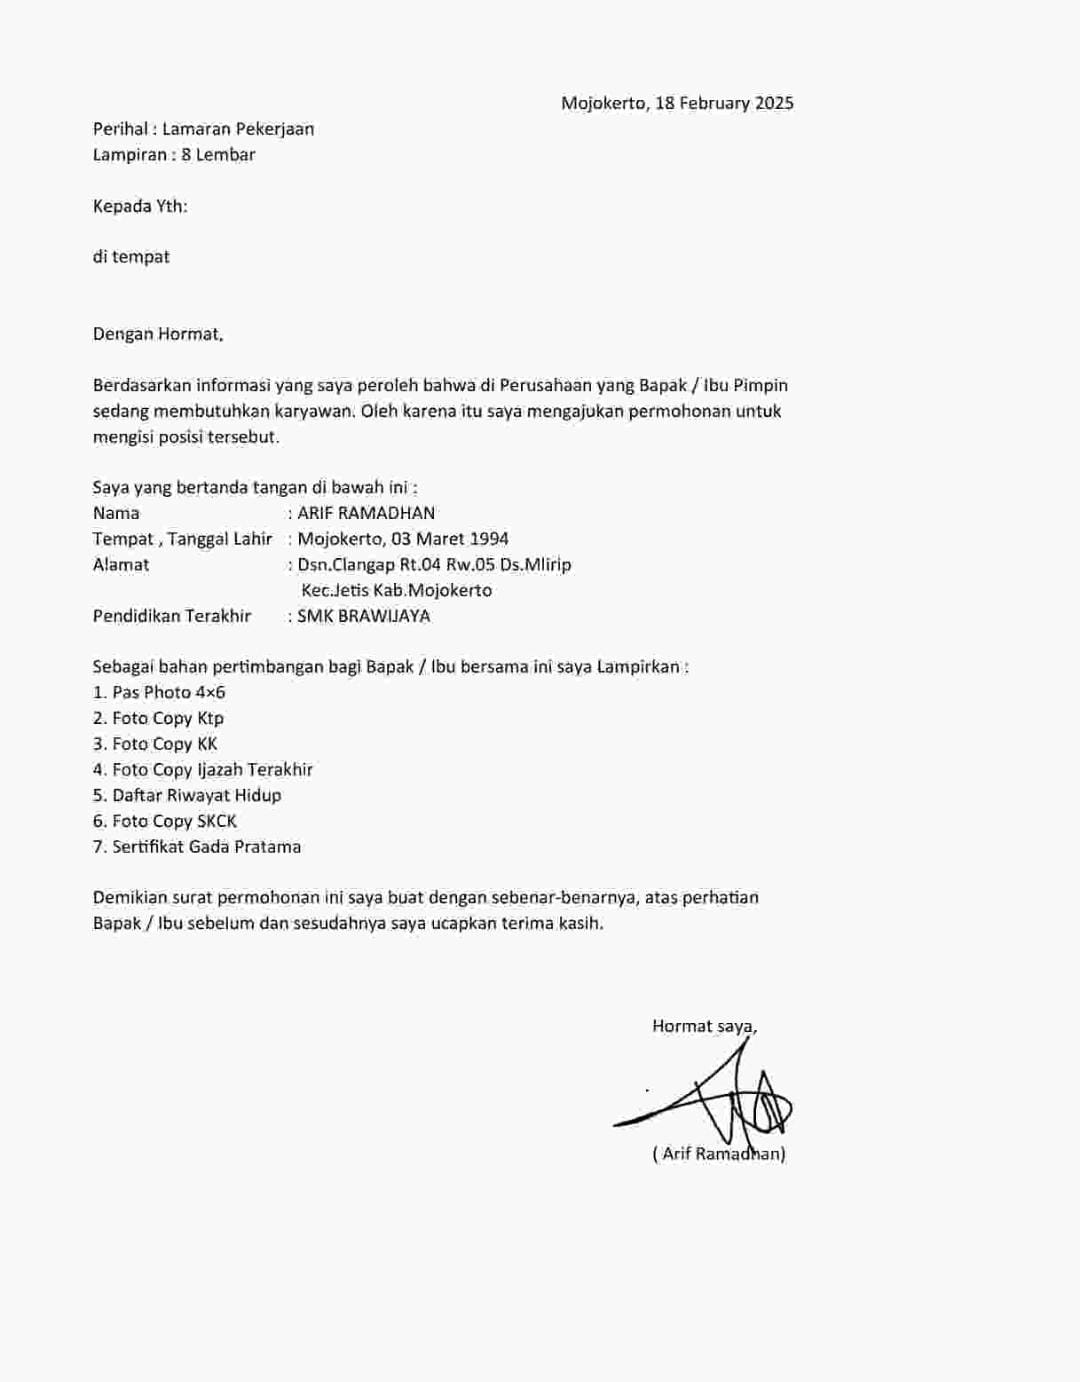 Mojokerto, 18 February 2025
Perihal : Lamaran Pekerjaan
Lampiran : 8 Lembar
Kepada Yth:
di tempat
Dengan Hormat,
Berdasarkan informasi yang saya peroleh bahwa di Perusahaan yang Bapak / Ibu Pimpin
sedang membutuhkan karyawan. Oleh karena itu saya mengajukan permohonan untuk
mengisi posisi tersebut.
Saya yang bertanda tangan di bawah ini :
Nama : ARIF RAMADHAN
Tempat , Tanggal Lahir : Mojokerto, 03 Maret 1994
Alamat : Dsn.Clangap Rt.04 Rw.05 Ds.Mlirip
Kec.Jetis Kab.Mojokerto
Pendidikan Terakhir : SMK BRAWIJAYA
Sebagai bahan pertimbangan bagi Bapak / Ibu bersama ini saya Lampirkan :
1. Pas Photo 4×6
2. Foto Copy Ktp
3. Foto Copy KK
4. Foto Copy Ijazah Terakhir
5. Daftar Riwayat Hidup
6. Foto Copy SKCK
7. Sertifikat Gada Pratama
Demikian surat permohonan ini saya buat dengan sebenar-benarnya, atas perhatian
Bapak / Ibu sebelum dan sesudahnya saya ucapkan terima kasih.
Hormat saya,
( Arif Ramadhan)